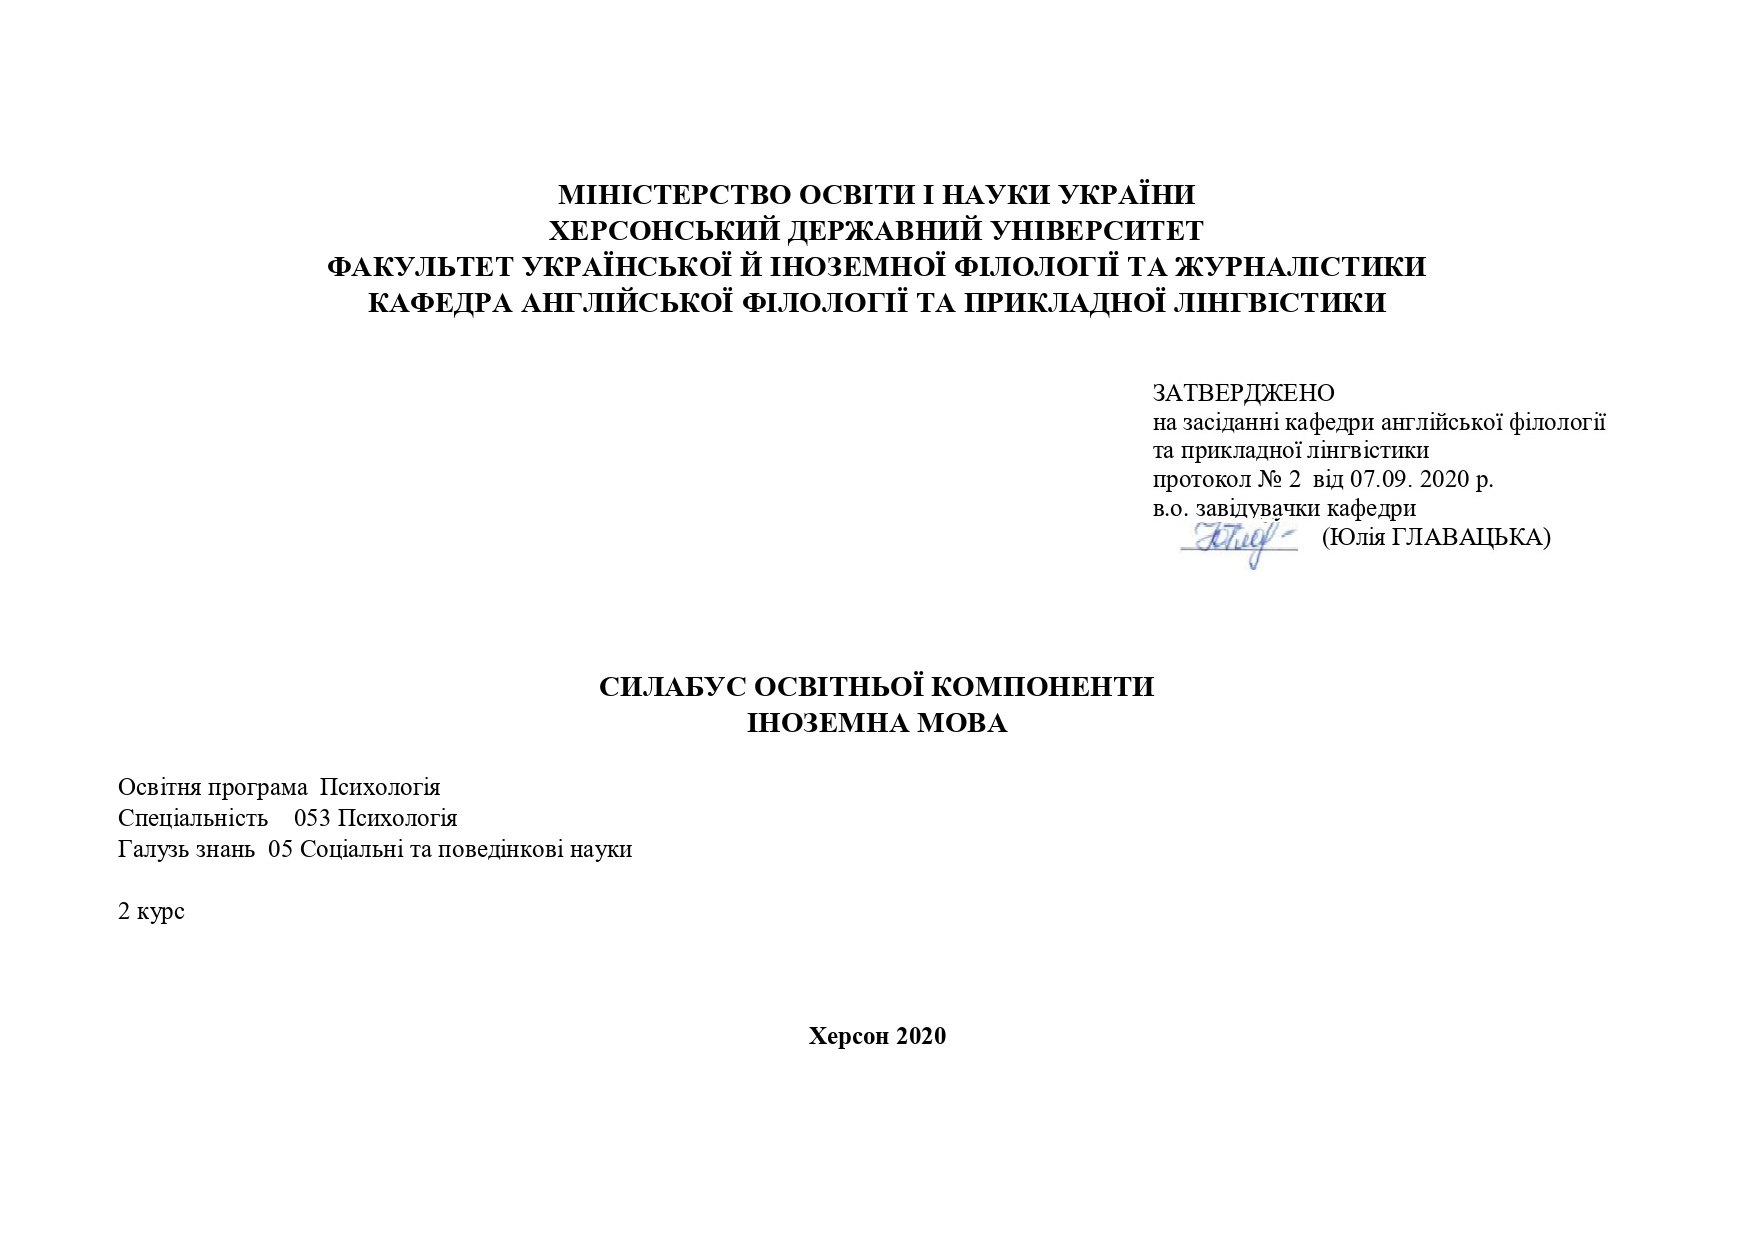 МІНІСТЕРСТВО ОСВІТИ І НАУКИ УКРАЇНИ
ХЕРСОНСЬКИЙ ДЕРЖАВНИЙ УНІВЕРСИТЕТ
ФАКУЛЬТЕТ УКРАЇНСЬКОЇ Й ІНОЗЕМНОЇ ФІЛОЛОГІЇ ТА ЖУРНАЛІСТИКИ
КАФЕДРА АНГЛІЙСЬКОЇ ФІЛОЛОГІЇ ТА ПРИКЛАДНОЇ ЛІНГВІСТИКИ
ЗАТВЕРДЖЕНО
на засіданні кафедри англійської філології
та прикладної лінгвістики
протокол № 2 від 07.09. 2020 р.
в.о. завідувачки кафедри
(Юлія ГЛАВАЦЬКА)
СИЛАБУС ОСВІТНЬОЇ КОМПОНЕНТИ
ІНОЗЕМНА МОВА
Освітня програма Психологія
Спеціальність 053 Психологія
Галузь знань 05 Соціальні та поведінкові науки
2 курс
Херсон 2020